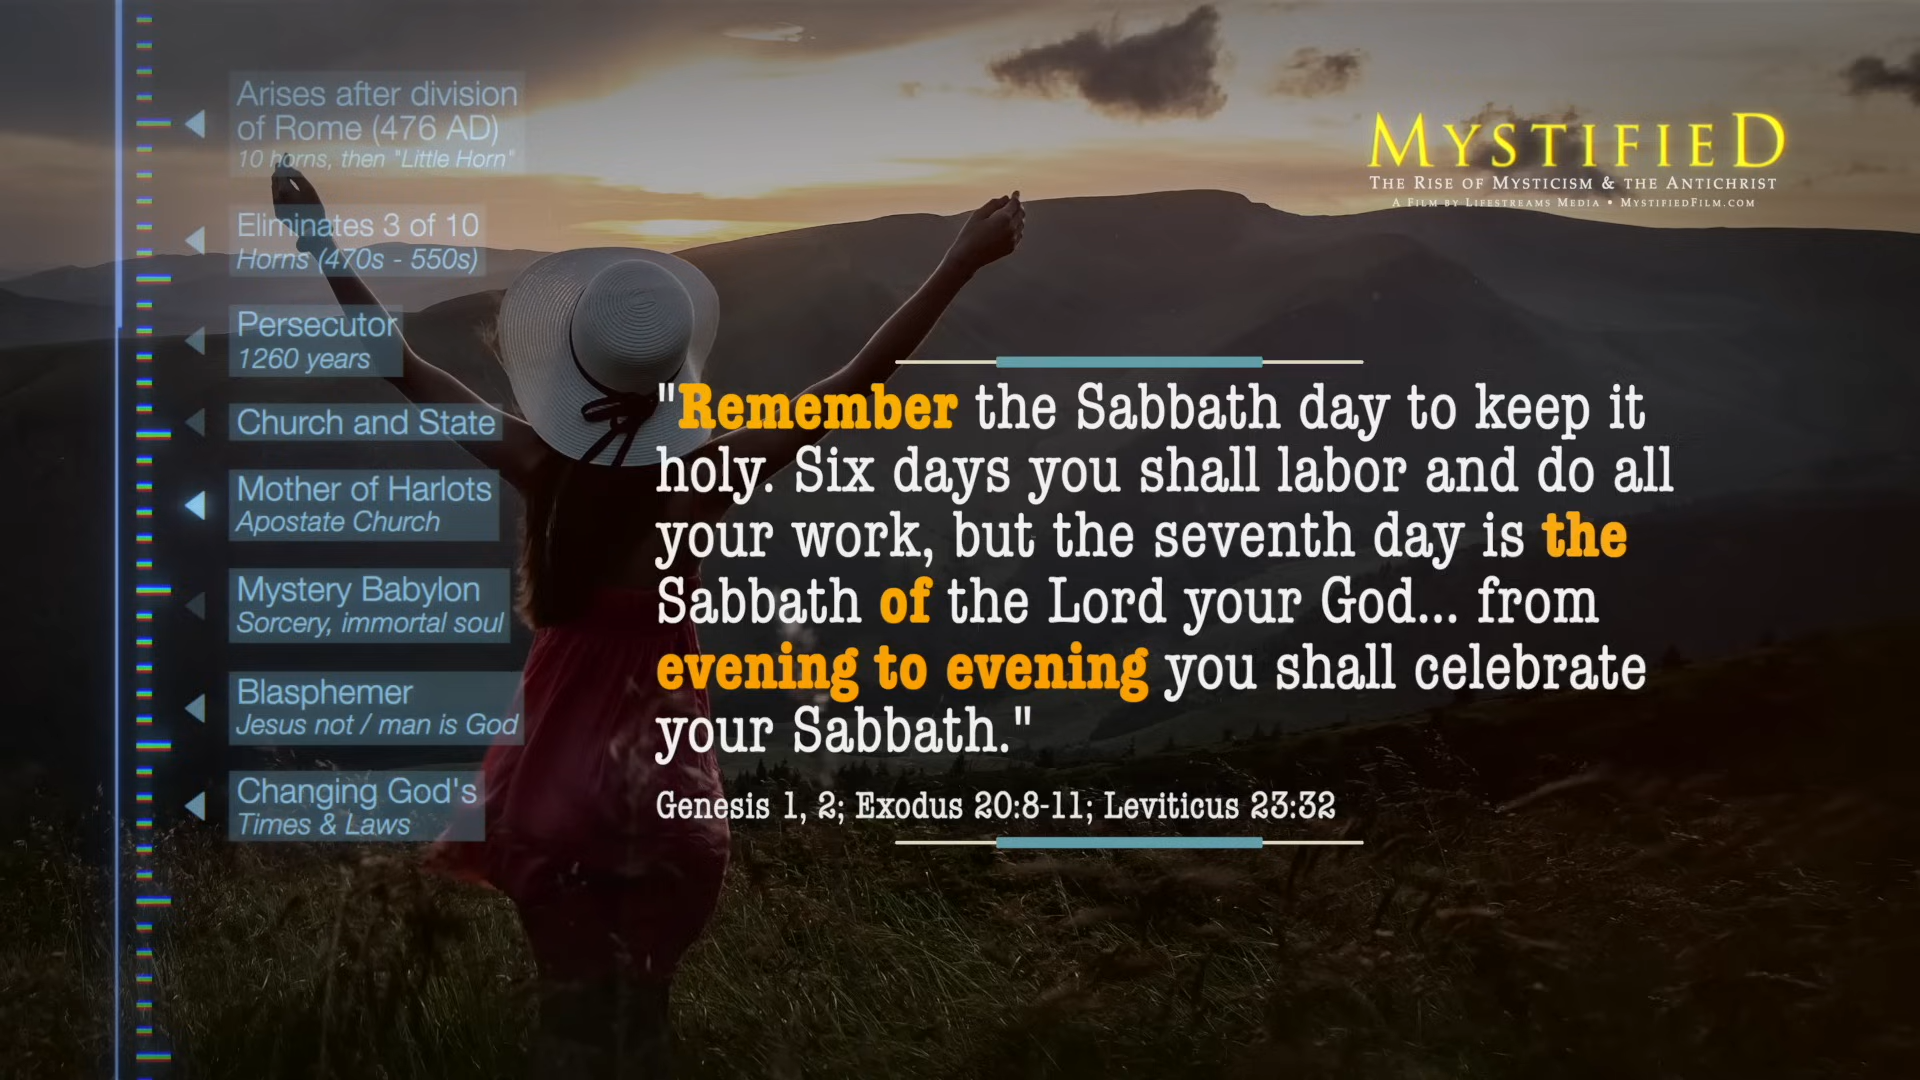 Arises after division
of Rome (476 AD)
10 horns, then "Little Horn"
Eliminates 3 of 10
Horns (470s - 550s)
Persecutor
1260 years
Church and State
Mother of Harlots
Apostate Church
Mystery Babylon
Sorcery, immortal soul
Blasphemer
Jesus not / man is God
Changing God's
Times & Laws
MYSTIFIED
THE RISE OF MYSTICISM & THE ANTICHRIST
A FILM BY LIFESTREAMS MEDIA • MYSTIFIEDFILM.COM
"Remember the Sabbath day to keep it
holy. Six days you shall labor and do all
your work, but the seventh day is the
Sabbath of the Lord your God... from
evening to evening you shall celebrate
your Sabbath."
Genesis 1, 2; Exodus 20:8-11; Leviticus 23:32